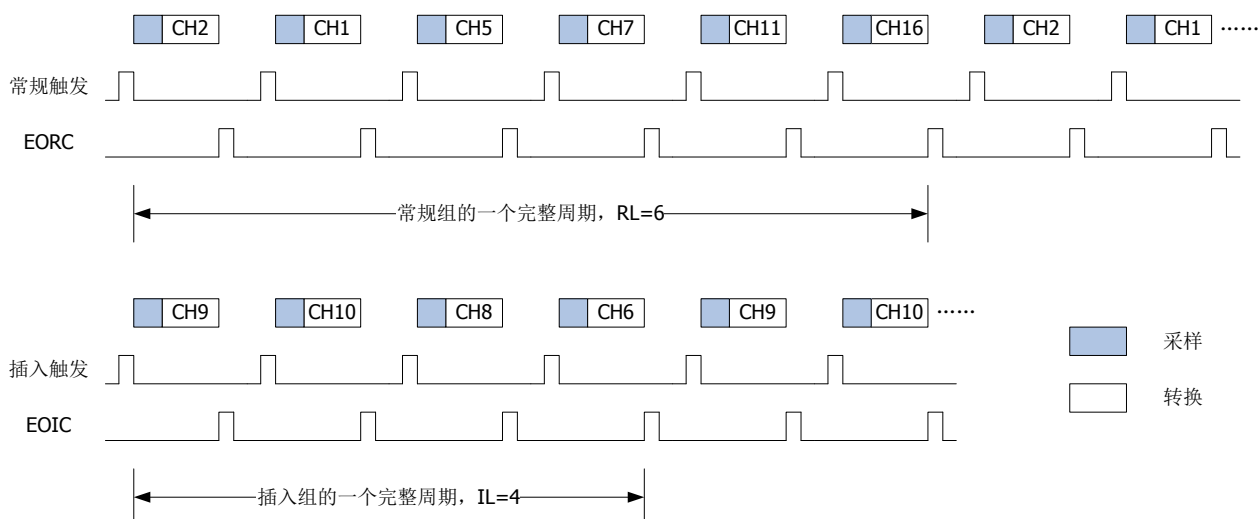 CH2 CH1 CH5 CH7 CH11 CH16 CH2 CH1 ······
常规触发
EORC
常规组的一个完整周期，RL=6
CH9 CH10 CH8 CH6 CH9 CH10 ······
采样
插入触发
转换
EOIC
插入组的一个完整周期，IL=4